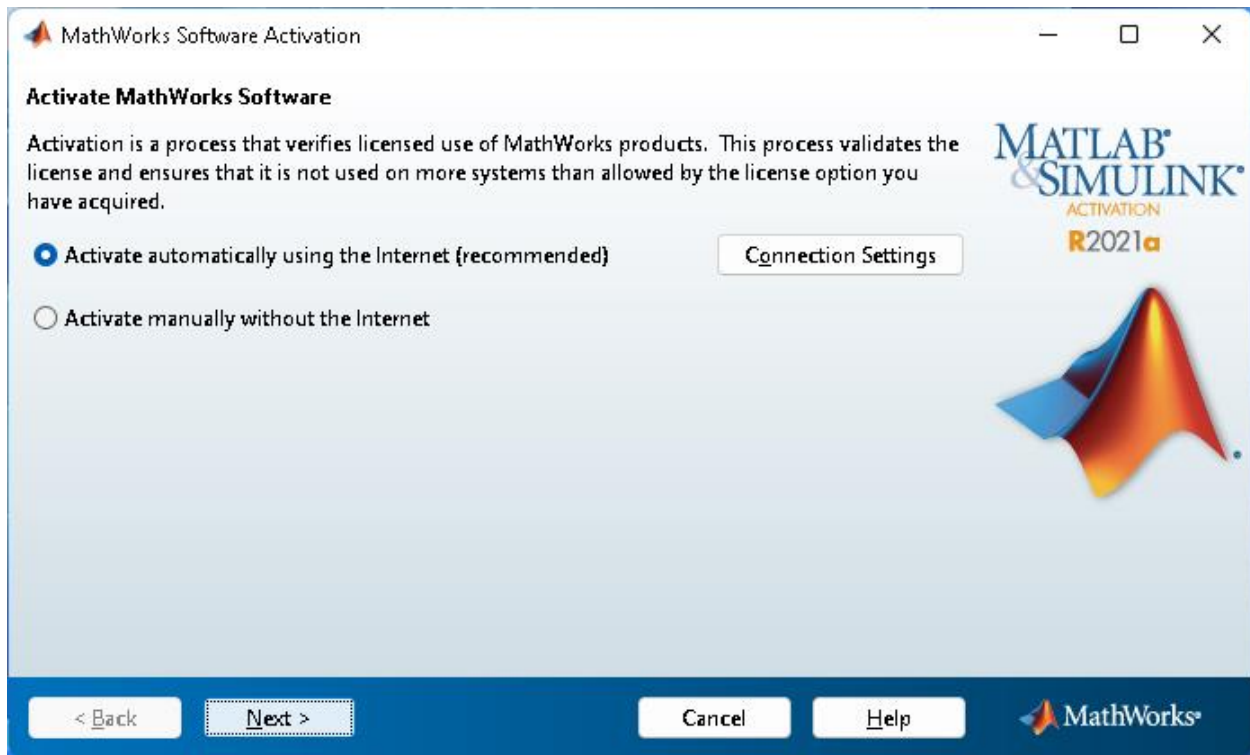 MathWorks Software Activation
Activate MathWorks Software
Activation is a process that verifies licensed use of MathWorks products. This process validates the
license and ensures that it is not used on more systems than allowed by the license option you
have acquired.
Activate automatically using the Internet (recommended)
Connection Settings
Activate manually without the Internet
MATLAB®
&SIMULINK®
ACTIVATION
R2021a
< Back
Next >
Cancel
Help
MathWorks®